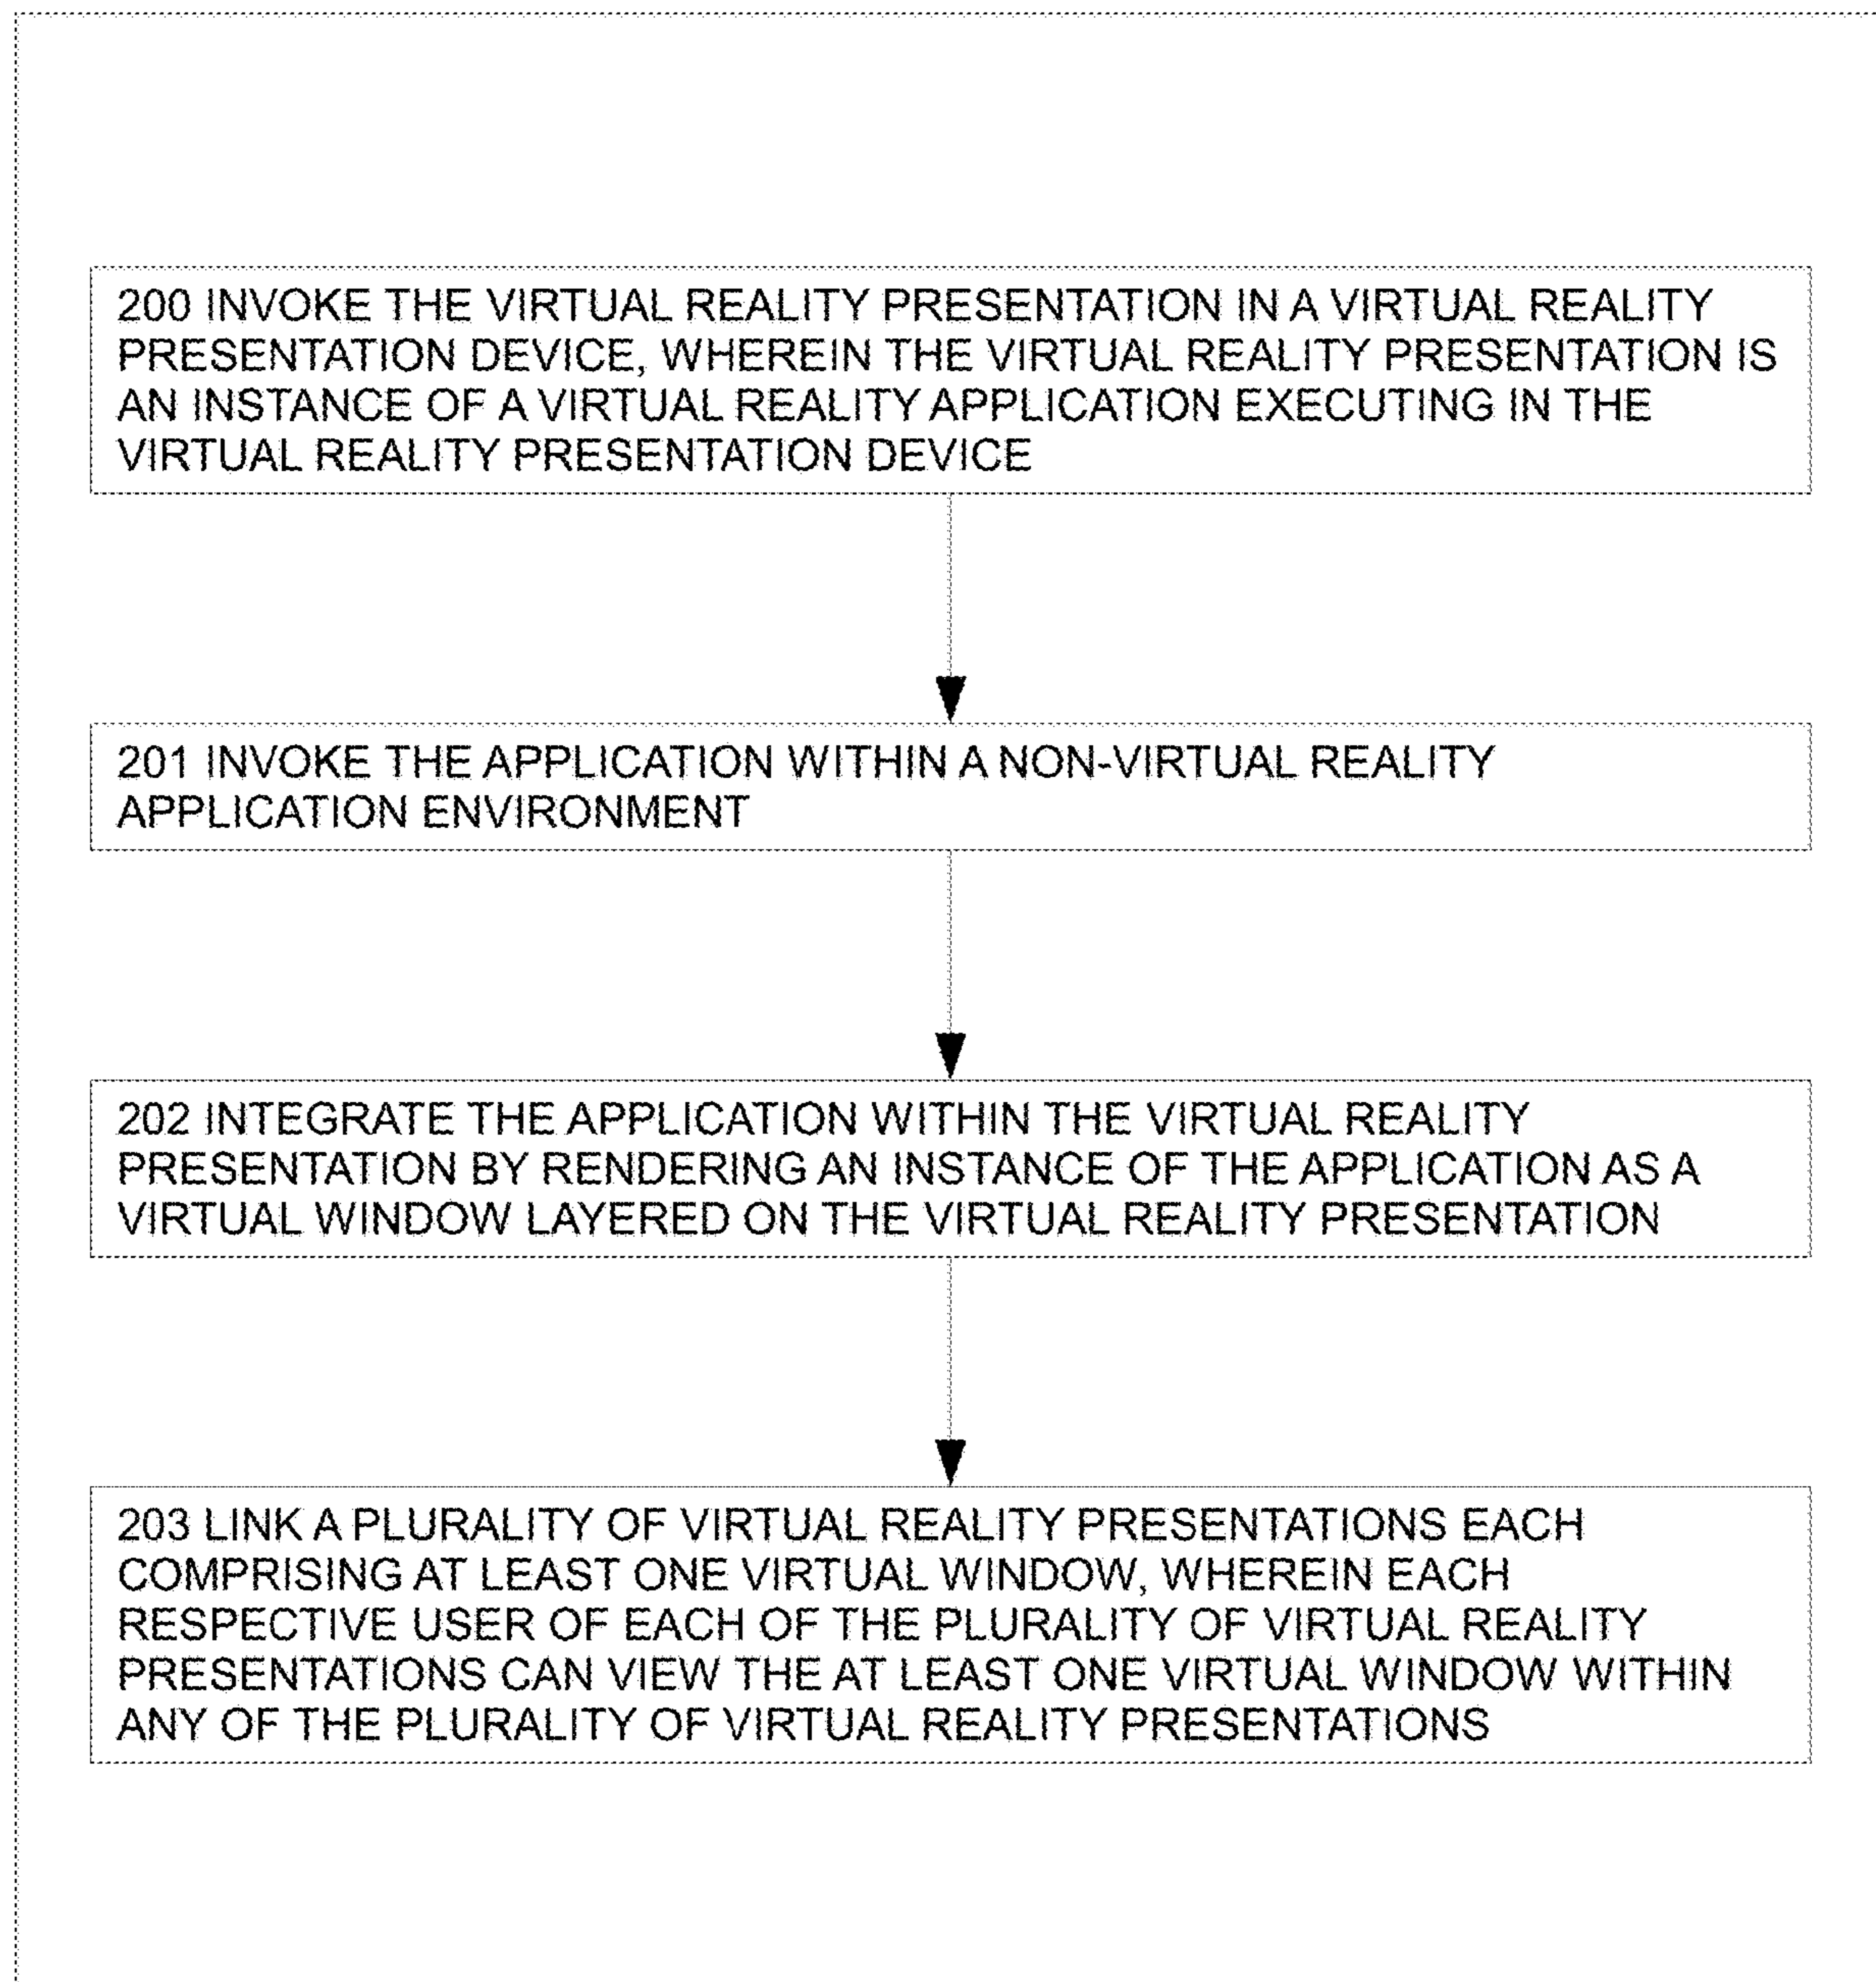 200 INVOKE THE VIRTUAL REALITY PRESENTATION IN A VIRTUAL REALITY
PRESENTATION DEVICE, WHEREIN THE VIRTUAL REALITY PRESENTATION IS
AN INSTANCE OF A VIRTUAL REALITY APPLICATION EXECUTING IN THE
VIRTUAL REALITY PRESENTATION DEVICE
201 INVOKE THE APPLICATION WITHIN A NON-VIRTUAL REALITY
APPLICATION ENVIRONMENT
202 INTEGRATE THE APPLICATION WITHIN THE VIRTUAL REALITY
PRESENTATION BY RENDERING AN INSTANCE OF THE APPLICATION AS A
VIRTUAL WINDOW LAYERED ON THE VIRTUAL REALITY PRESENTATION
203 LINK A PLURALITY OF VIRTUAL REALITY PRESENTATIONS EACH
COMPRISING AT LEAST ONE VIRTUAL WINDOW, WHEREIN EACH
RESPECTIVE USER OF EACH OF THE PLURALITY OF VIRTUAL REALITY
PRESENTATIONS CAN VIEW THE AT LEAST ONE VIRTUAL WINDOW WITHIN
ANY OF THE PLURALITY OF VIRTUAL REALITY PRESENTATIONS